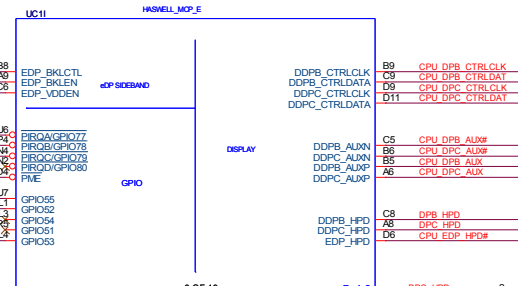 HASWELL_MCP_E
UC1I
EDP_BKLCTL
A9 EDP_BKLEN
C6 EDP_VDDEN
eDP SIDEBAND
DDPB_CTRLCLK B9 CPU_DPB_CTRLCLK
DDPB_CTRLDATA C9 CPU_DPB_CTRLDAT
DDPC_CTRLCLK D9 CPU_DPC_CTRLCLK
DDPC_CTRLDATA D11 CPU_DPC_CTRLDAT
PIRQA/GPIO77
PIRQB/GPIO78
PIRQC/GPIO79
PIRQD/GPIO80
PME
DISPLAY
GPIO
DDPB_AUXN C5 CPU_DPB_AUX#
DDPC_AUXN B6 CPU_DPC_AUX#
DDPB_AUXP B5 CPU_DPB_AUX
DDPC_AUXP A6 CPU_DPC_AUX
GPIO55
GPIO52
GPIO54
GPIO51
GPIO53
DDPB_HPD C8 DPB_HPD
DDPC_HPD A8 DPC_HPD
EDP_HPD D6 CPU_EDP_HPD#